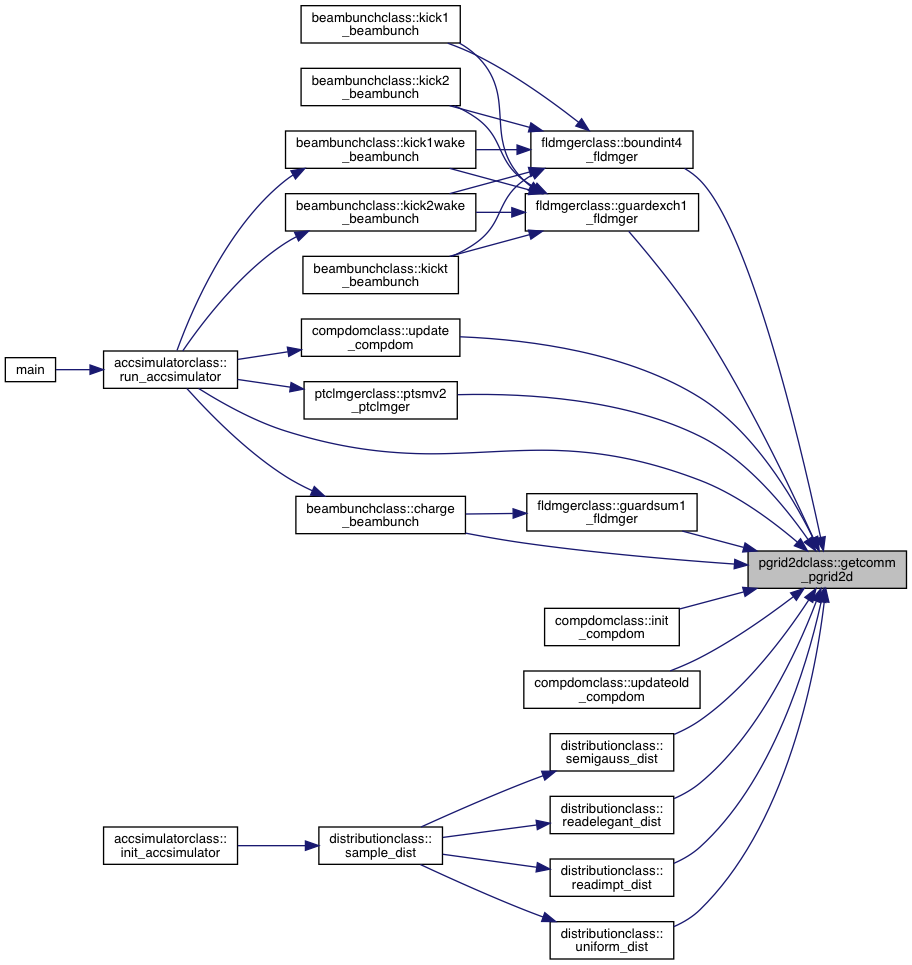 beambunchclass::kick1
_beambunch
beambunchclass::kick2
_beambunch
beambunchclass::kick1wake
_beambunch
fldmgerclass::boundint4
_fldmger
beambunchclass::kick2wake
_beambunch
fldmgerclass::guardexch1
_fldmger
beambunchclass::kickt
_beambunch
compdomclass::update
_compdom
main
accsimulatorclass::
run_accsimulator
ptclmgerclass::ptsmv2
_ptclmger
beambunchclass::charge
_beambunch
fldmgerclass::guardsum1
_fldmger
pgrid2dclass::getcomm
_pgrid2d
compdomclass::init
_compdom
compdomclass::updateold
_compdom
distributionclass::
semigauss_dist
distributionclass::
readelegant_dist
accsimulatorclass::
init_accsimulator
distributionclass::
sample_dist
distributionclass::
readimpt_dist
distributionclass::
uniform_dist